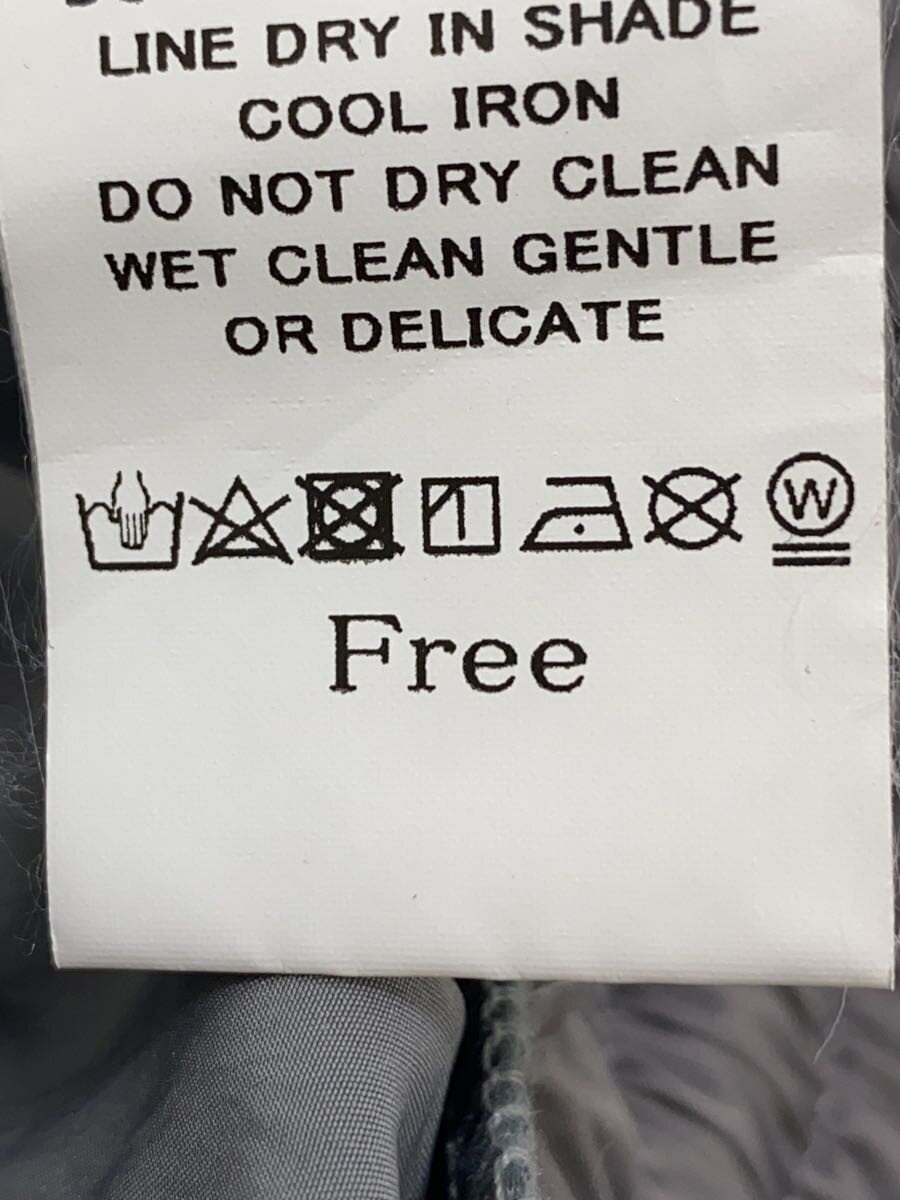 LINE DRY IN SHADE
COOL IRON
DO NOT DRY CLEAN
WET CLEAN GENTLE
OR DELICATE
W
Free